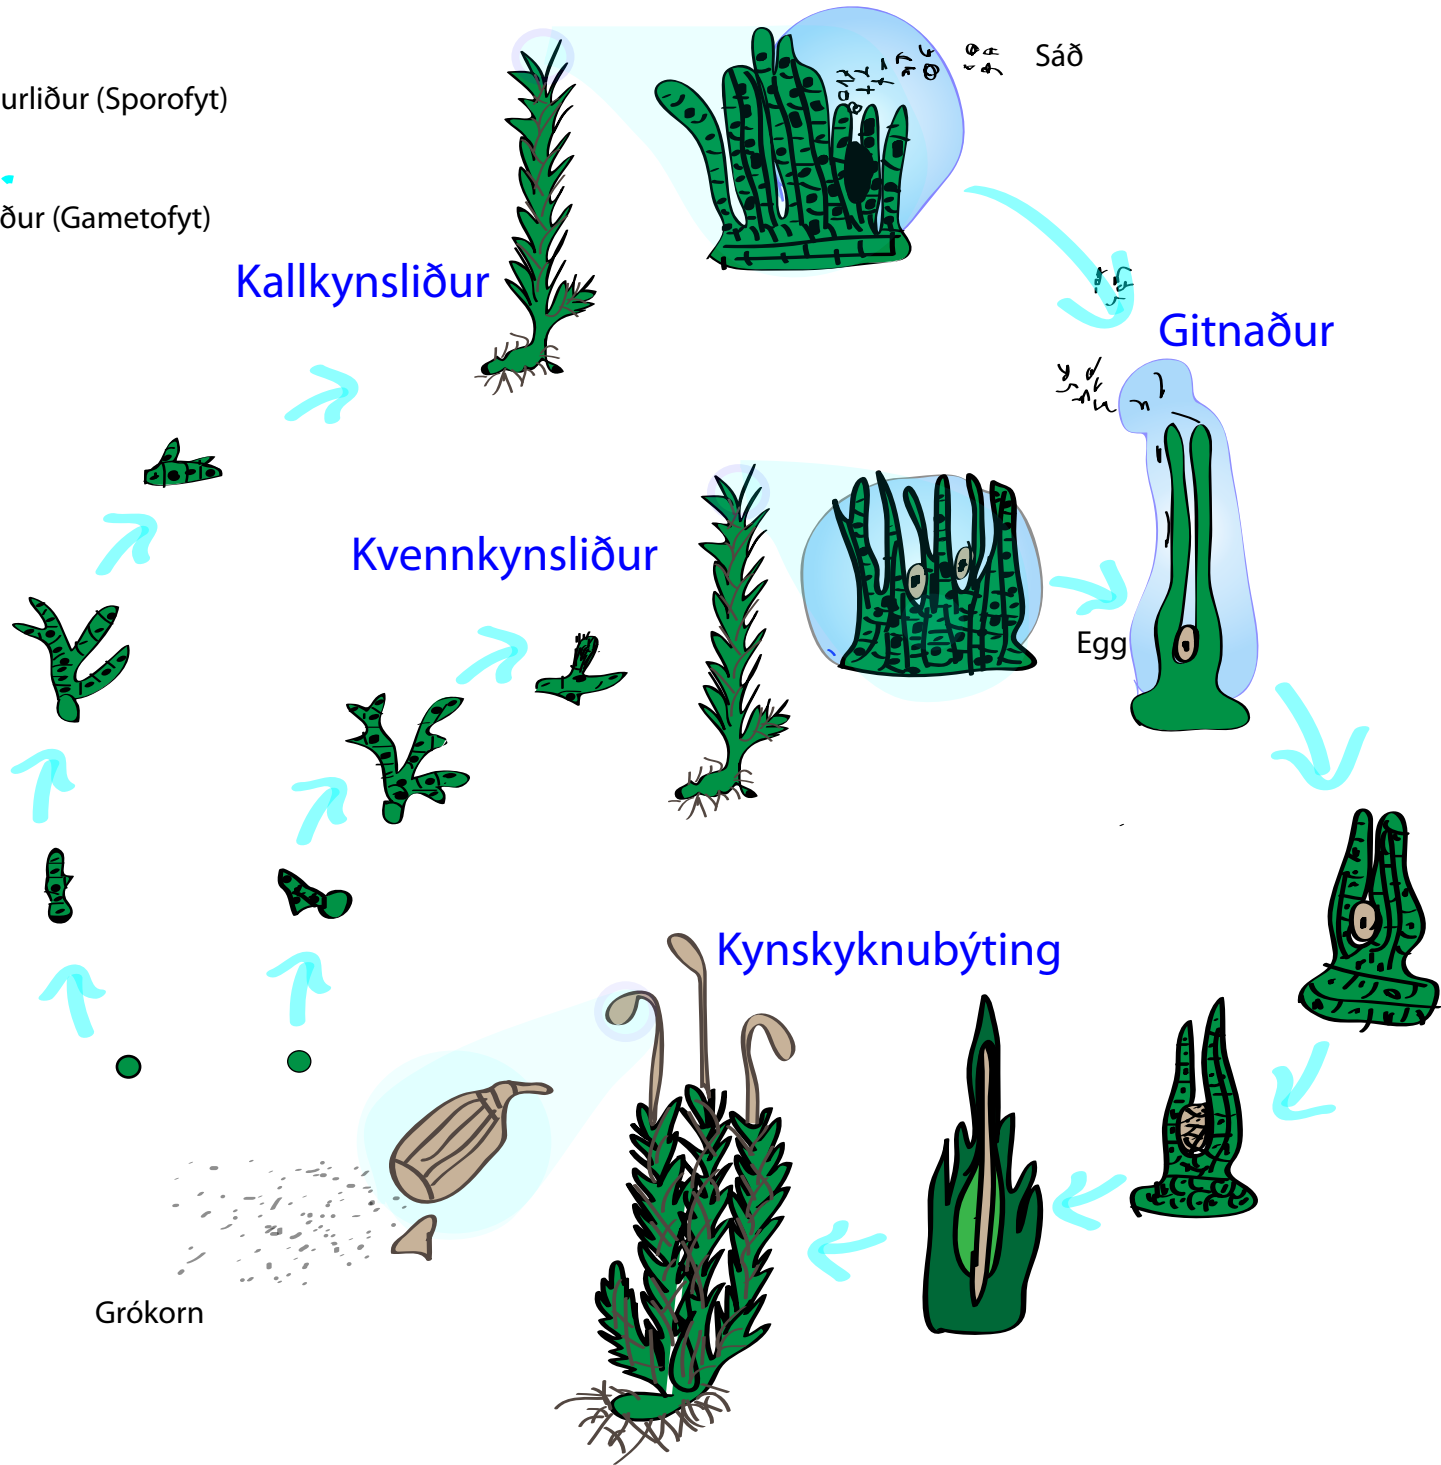 Sáð
urliður (Sporofyt)
ður (Gametofyt)
Kallkynsliður
Gitnaður
Kvennkynsliður
Egg
Kynskyknubýting
Grókorn